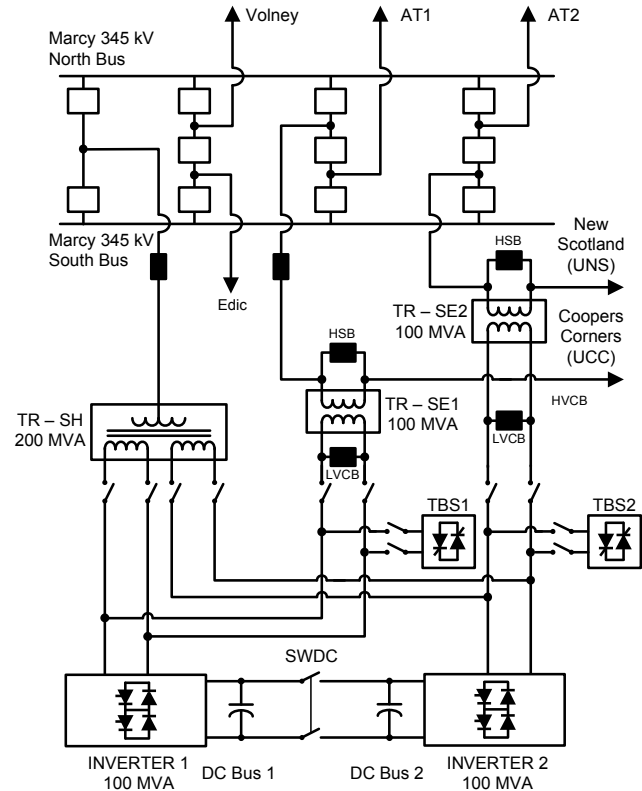 Volney
AT1
AT2
Marcy 345 kV
North Bus
Marcy 345 kV
South Bus
Edic
HSB
New
Scotland
(UNS)
TR – SE2
100 MVA
Coopers
Corners
(UCC)
HSB
HVCB
TR – SH
200 MVA
TR – SE1
100 MVA
LVCB
LVCB
TBS1
TBS2
SWDC
INVERTER 1
100 MVA
DC Bus 1
DC Bus 2
INVERTER 2
100 MVA